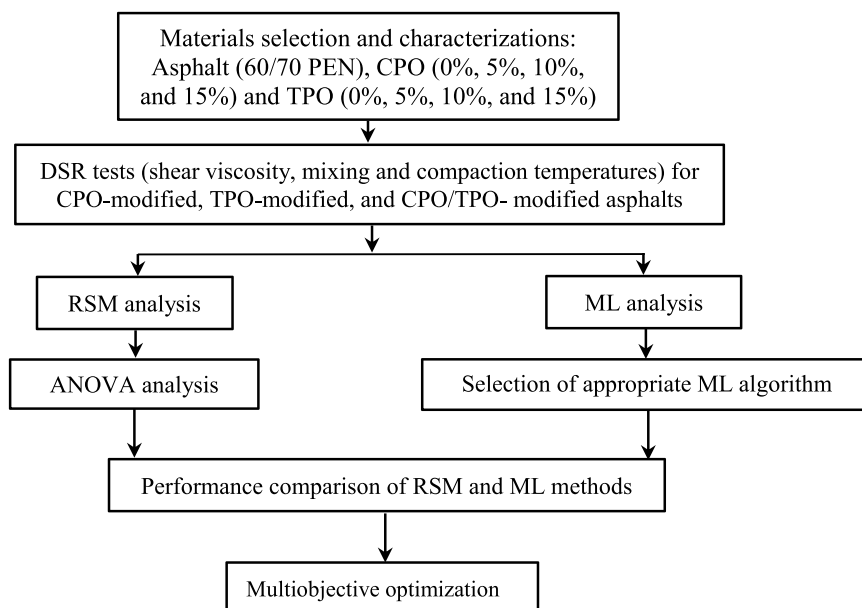 Materials selection and characterizations:
Asphalt (60/70 PEN), CPO (0%, 5%, 10%,
and 15%) and TPO (0%, 5%, 10%, and 15%)
DSR tests (shear viscosity, mixing and compaction temperatures) for
CPO-modified, TPO-modified, and CPO/TPO- modified asphalts
RSM analysis
ML analysis
ANOVA analysis
Selection of appropriate ML algorithm
Performance comparison of RSM and ML methods
Multiobjective optimization